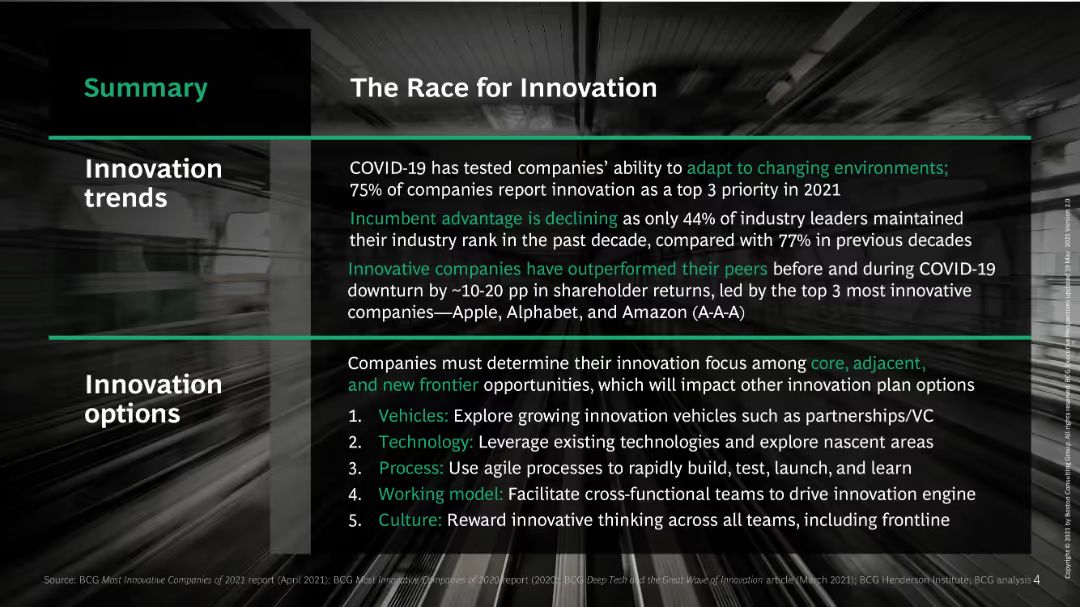 Summary
The Race for Innovation
Innovation
trends
COVID-19 has tested companies' ability to adapt to changing environments;
75% of companies report innovation as a top 3 priority in 2021
Incumbent advantage is declining as only 44% of industry leaders maintained
their industry rank in the past decade, compared with 77% in previous decades
Innovative companies have outperformed their peers before and during COVID-19
downturn by ~10-20 pp in shareholder returns, led by the top 3 most innovative
companies—Apple, Alphabet, and Amazon (A-A-A)
Innovation
options
Companies must determine their innovation focus among core, adjacent,
and new frontier opportunities, which will impact other innovation plan options
1. Vehicles: Explore growing innovation vehicles such as partnerships/VC
2. Technology: Leverage existing technologies and explore nascent areas
3. Process: Use agile processes to rapidly build, test, launch, and learn
4. Working model: Facilitate cross-functional teams to drive innovation engine
5. Culture: Reward innovative thinking across all teams, including frontline
Source: BCG Most Innovative Companies of 2021 report (April 2021); BCG Most Innovative Companies of 2020 report (2020); BCG Deep Tech and the Great Wave of Innovation article (March 2021); BCG Henderson Institute; BCG analysis 4
Copyright © 2021 by Boston Consulting Group. All rights reserved. BCG Executive Perspectives updated 19 May 2021 Version 2.0